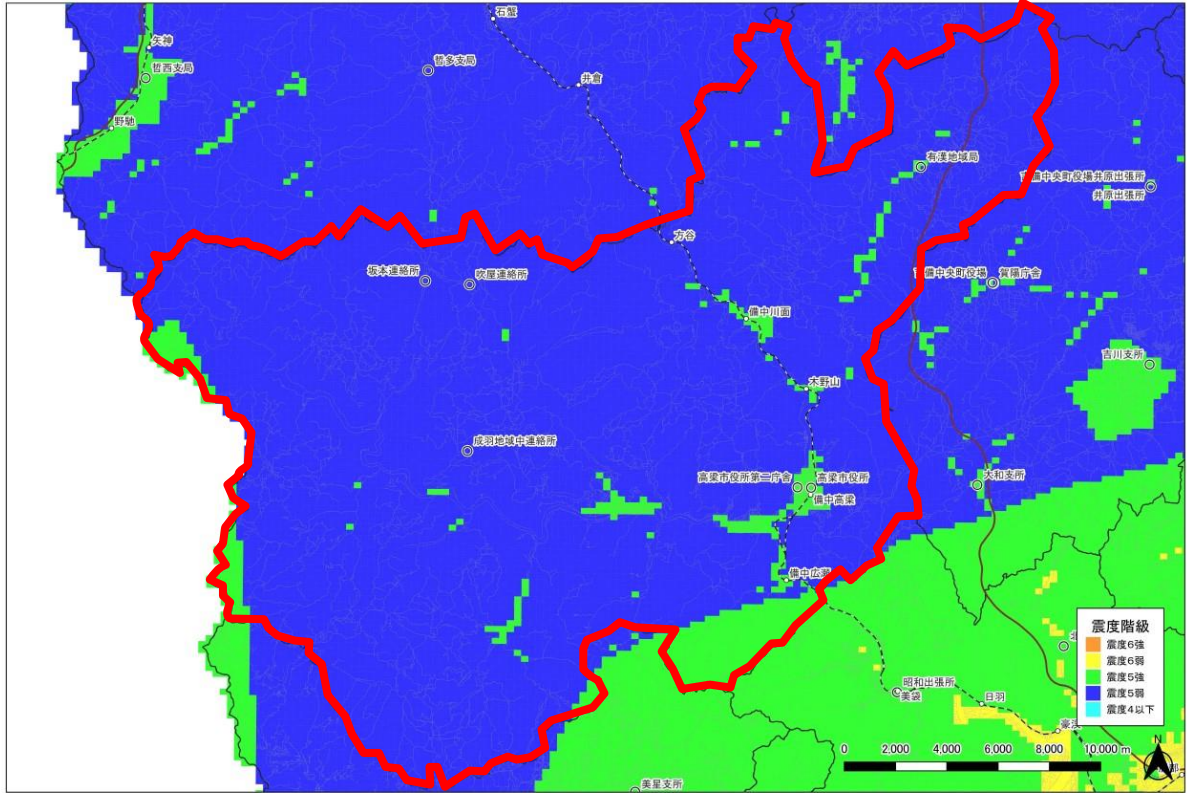 石蟹
矢神
哲西支局
哲多支局
井倉
野馳
有漢地域局
備中央町役場井原出張所
井原出張所
方谷
坂本連絡所
吹屋連絡所
備中央町役場
賀陽庁舎
備中川面
吉川支所
木野山
成羽地域中連絡所
高梁市役所第二庁舎
高梁市役所
備中高梁
大和支所
備中広瀬
震度階級
震度6強
震度6弱
震度5強
震度5弱
震度4以下
昭和出張所
美袋
日羽
豪渓
美星支所
0 2,000 4,000 6,000 8,000 10,000 m
N